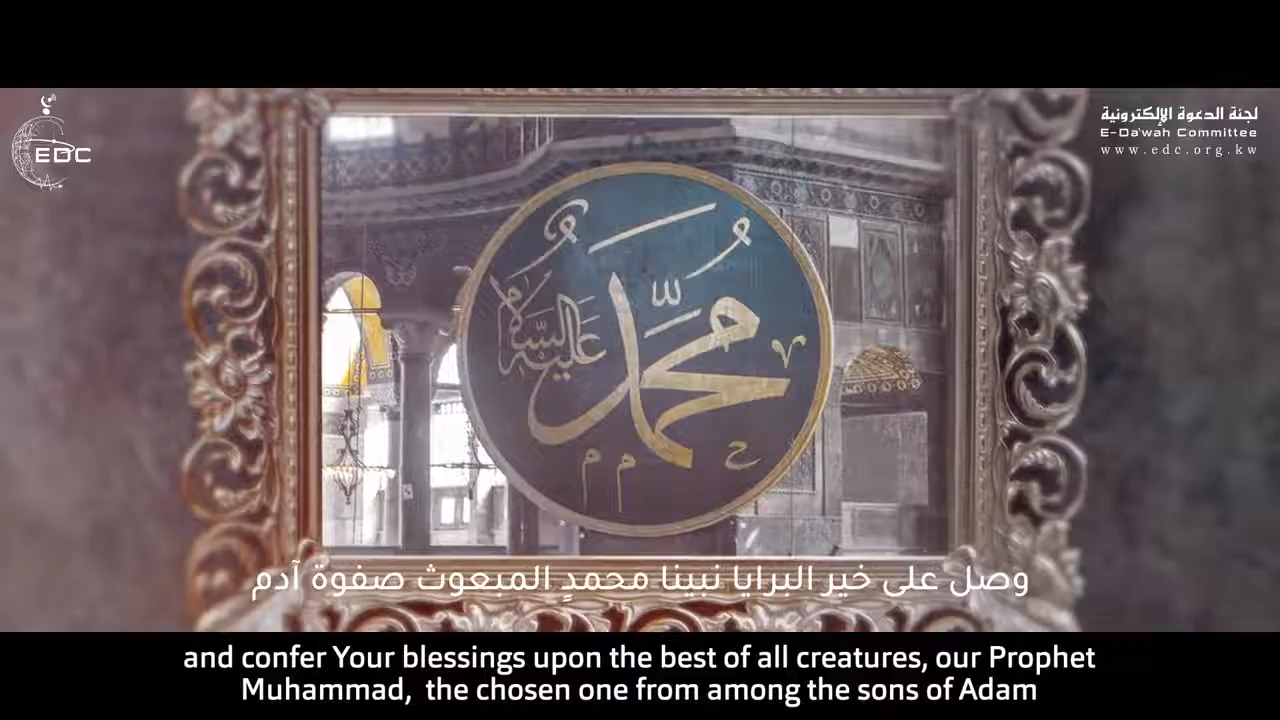 EDC
لجنة الدعوة الإلكترونية
E-Da'wah Committee
www.edc.org.kw
محمد
عليه السلام
وصل على خير البرايا نبينا محمدٍ المبعوث صفوة آدم
and confer Your blessings upon the best of all creatures, our Prophet
Muhammad, the chosen one from among the sons of Adam